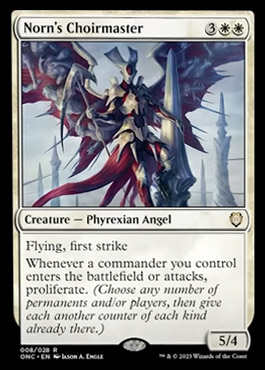 Norn's Choirmaster 3
Creature — Phyrexian Angel
Flying, first strike
Whenever a commander you control
enters the battlefield or attacks,
proliferate. (Choose any number of
permanents and/or players, then give
each another counter of each kind
already there.)
5/4
008/028 R
ONC • EN JASON A. ENGLE
™ & © 2023 Wizards of the Coast